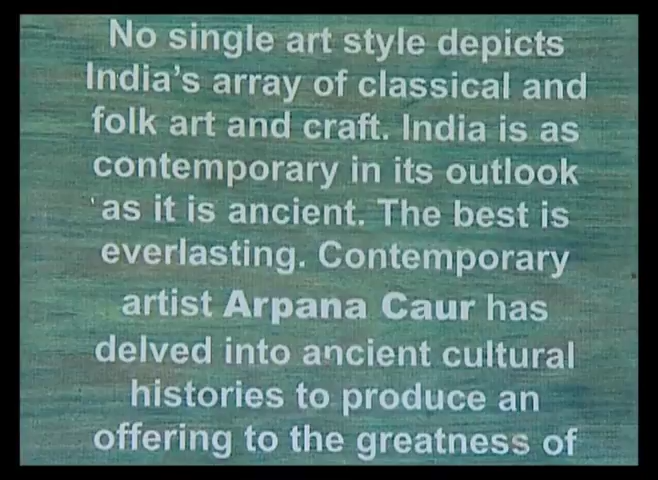 No single art style depicts
India's array of classical and
folk art and craft. India is as
contemporary in its outlook
as it is ancient. The best is
everlasting. Contemporary
artist Arpana Caur has
delved into ancient cultural
histories to produce an
offering to the greatness of